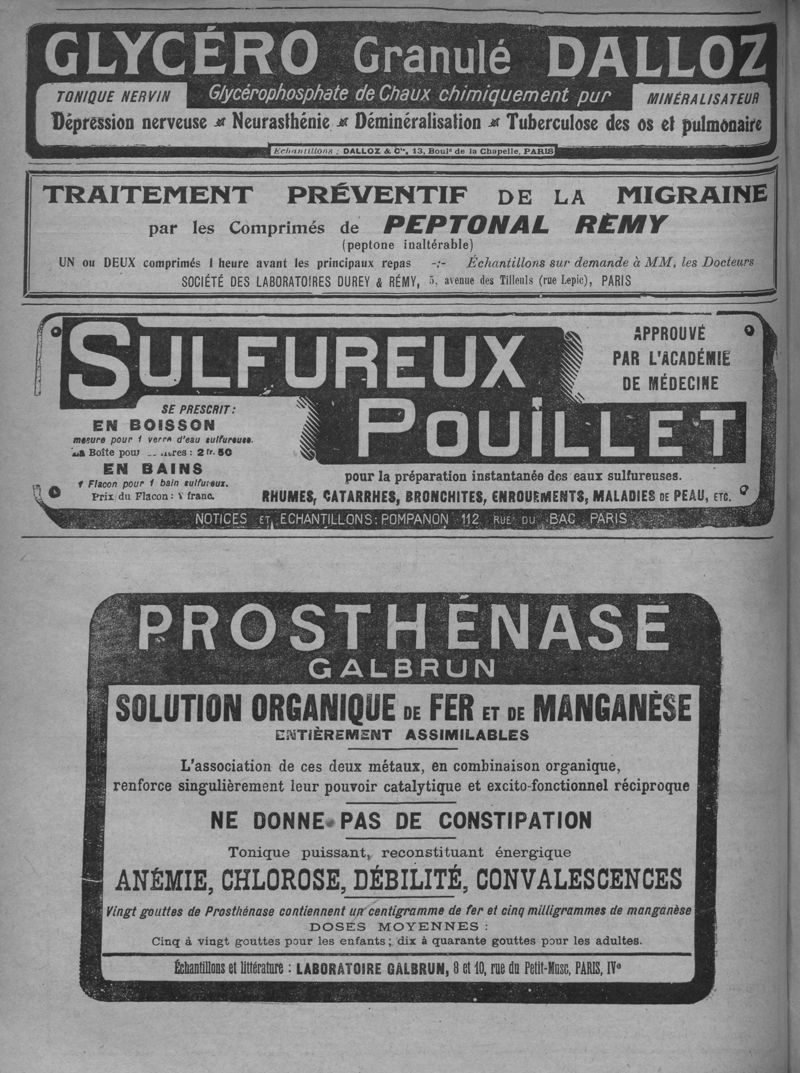 GLYCÉRO Granulé DALLOZ
TONIQUE NERVIN Glycérophosphate de Chaux chimiquement pur MINÉRALISATEUR
Dépression nerveuse Neurasthénie Déminéralisation Tuberculose des os et pulmonaire
Echantillons : DALLOZ & Cie, 13, Boulᵈ de la Chapelle, PARIS
TRAITEMENT PRÉVENTIF DE LA MIGRAINE
par les Comprimés de PEPTONAL RÉMY
(peptone inaltérable)
UN ou DEUX comprimés 1 heure avant les principaux repas -:- Échantillons sur demande à MM, les Docteurs
SOCIÉTÉ DES LABORATOIRES DUREY & RÉMY, 5, avenue des Tilleuls (rue Lepic), PARIS
SULFUREUX
POUILLET
APPROUVÉ
PAR L'ACADÉMIE
DE MÉDECINE
SE PRESCRIT :
EN BOISSON
mesure pour 1 verre d'eau sulfureuse.
La Boîte pour : 2 fr. 50
EN BAINS
1 Flacon pour 1 bain sulfureux.
Prix du Flacon : 1 franc.
pour la préparation instantanée des eaux sulfureuses.
RHUMES, CATARRHES, BRONCHITES, ENROUEMENTS, MALADIES DE PEAU, ETC.
NOTICES ET ECHANTILLONS : POMPANON 112 RUE DU BAC PARIS
PROSTHÉNASE
GALBRUN
SOLUTION ORGANIQUE DE FER ET DE MANGANÈSE
ENTIÈREMENT ASSIMILABLES
L'association de ces deux métaux, en combinaison organique,
renforce singulièrement leur pouvoir catalytique et excito-fonctionnel réciproque
NE DONNE PAS DE CONSTIPATION
Tonique puissant, reconstituant énergique
ANÉMIE, CHLOROSE, DÉBILITÉ, CONVALESCENCES
Vingt gouttes de Prosthénase contiennent un centigramme de fer et cinq milligrammes de manganèse
DOSES MOYENNES :
Cinq à vingt gouttes pour les enfants ; dix à quarante gouttes pour les adultes.
Échantillons et littérature : LABORATOIRE GALBRUN, 8 et 10, rue du Petit-Musc, PARIS, IVᵉ